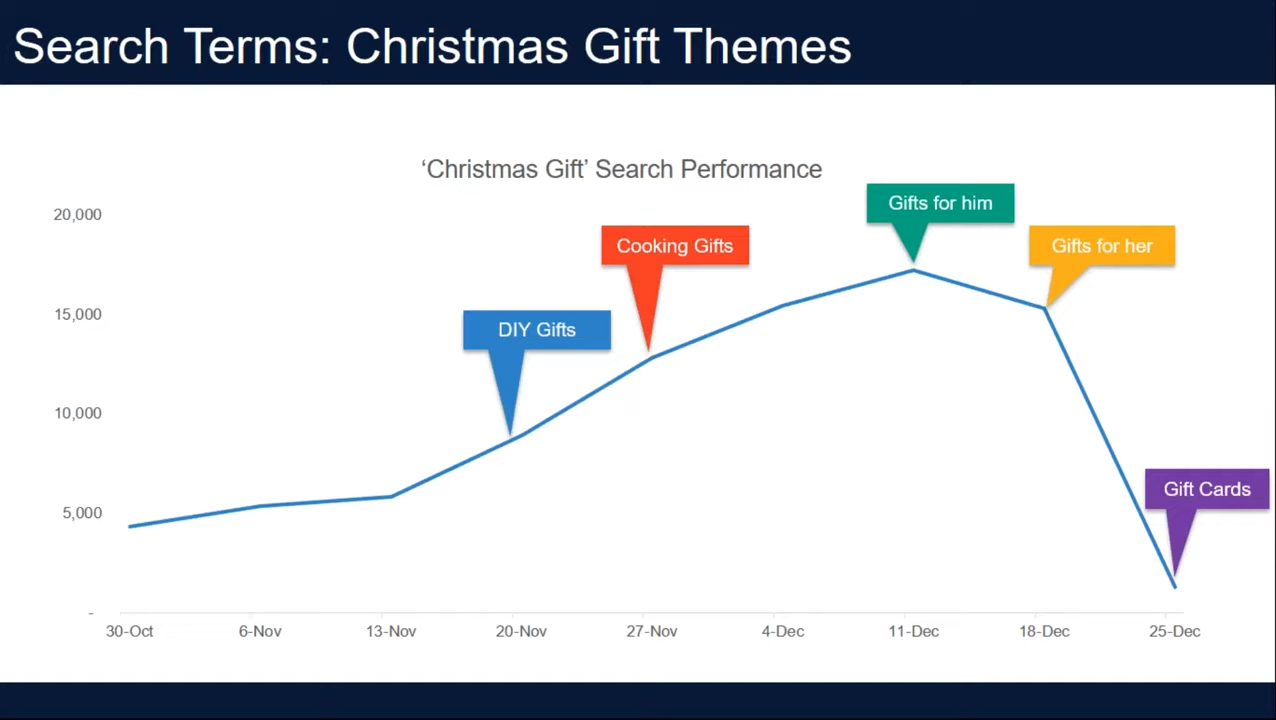 Search Terms: Christmas Gift Themes
‘Christmas Gift’ Search Performance
20,000
15,000
10,000
5,000
-
Gifts for him
Cooking Gifts
Gifts for her
DIY Gifts
Gift Cards
30-Oct
6-Nov
13-Nov
20-Nov
27-Nov
4-Dec
11-Dec
18-Dec
25-Dec